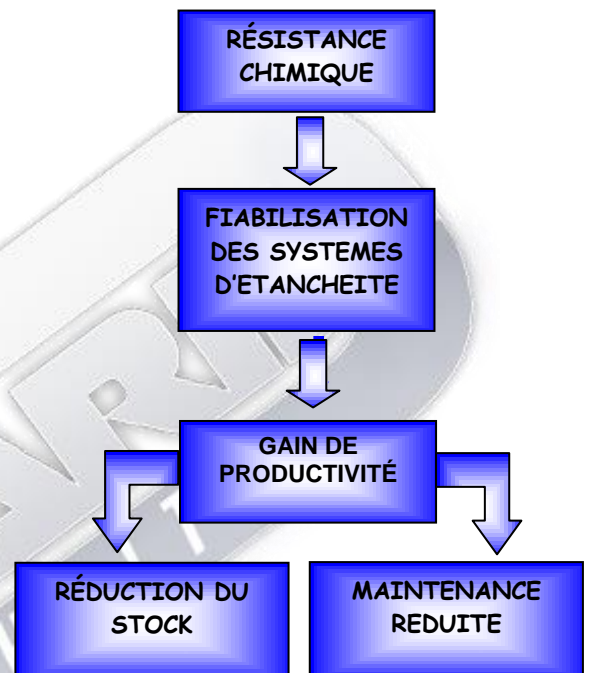 RÉSISTANCE
CHIMIQUE
FIABILISATION
DES SYSTEMES
D'ETANCHEITE
GAIN DE
PRODUCTIVITÉ
RÉDUCTION DU
STOCK
MAINTENANCE
REDUITE